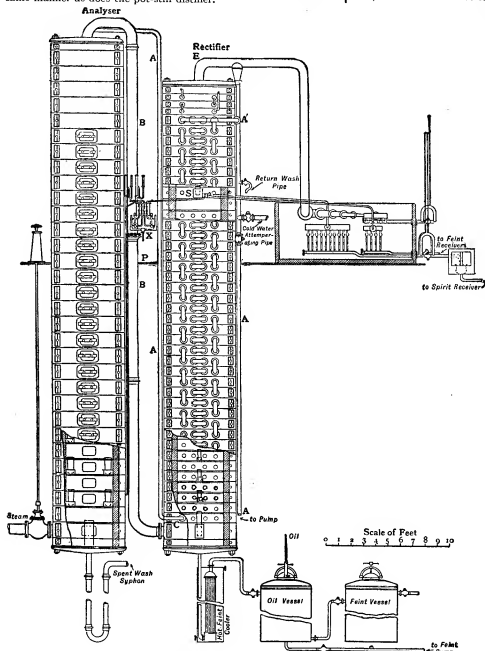 same manner as does the pot-still distiller.
Analyser
Rectifier
E
A
B
A'
Return Wash
Pipe
S
Cold Water
Attemper-
ating Pipe
X
P
B
A
A
to Feint
Receiver
to Spirit Receiver
A
to Pump
C
Steam
Spent Wash
Syphon
Hot Feint
Cooler
Oil
Oil Vessel
Feint Vessel
Scale of Feet
0 1 2 3 4 5 6 7 8 9 10
to Feint